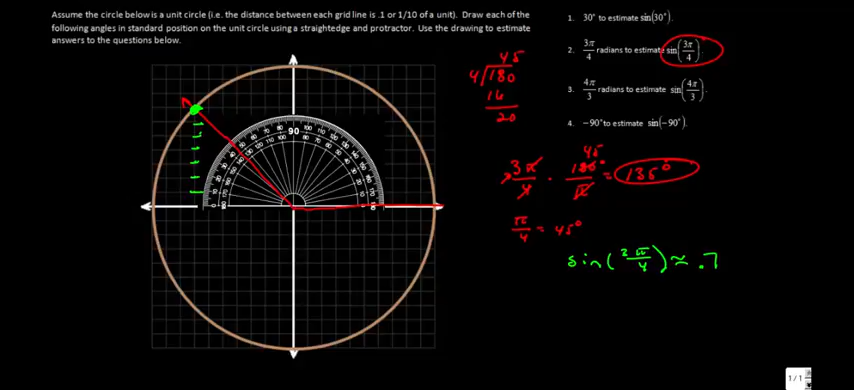 Assume the circle below is a unit circle (i.e. the distance between each grid line is .1 or 1/10 of a unit). Draw each of the
following angles in standard position on the unit circle using a straightedge and protractor. Use the drawing to estimate
answers to the questions below.
1. 30° to estimate sin(30°).
2. 3π/4 radians to estimate sin(3π/4).
3. 4π/3 radians to estimate sin(4π/3).
4. −90° to estimate sin(−90°).
45
4√180
16
20
45
3π/4 · 180°/π = 135°
π/4 = 45°
sin(2π/4) ≈ .7
90
1/1